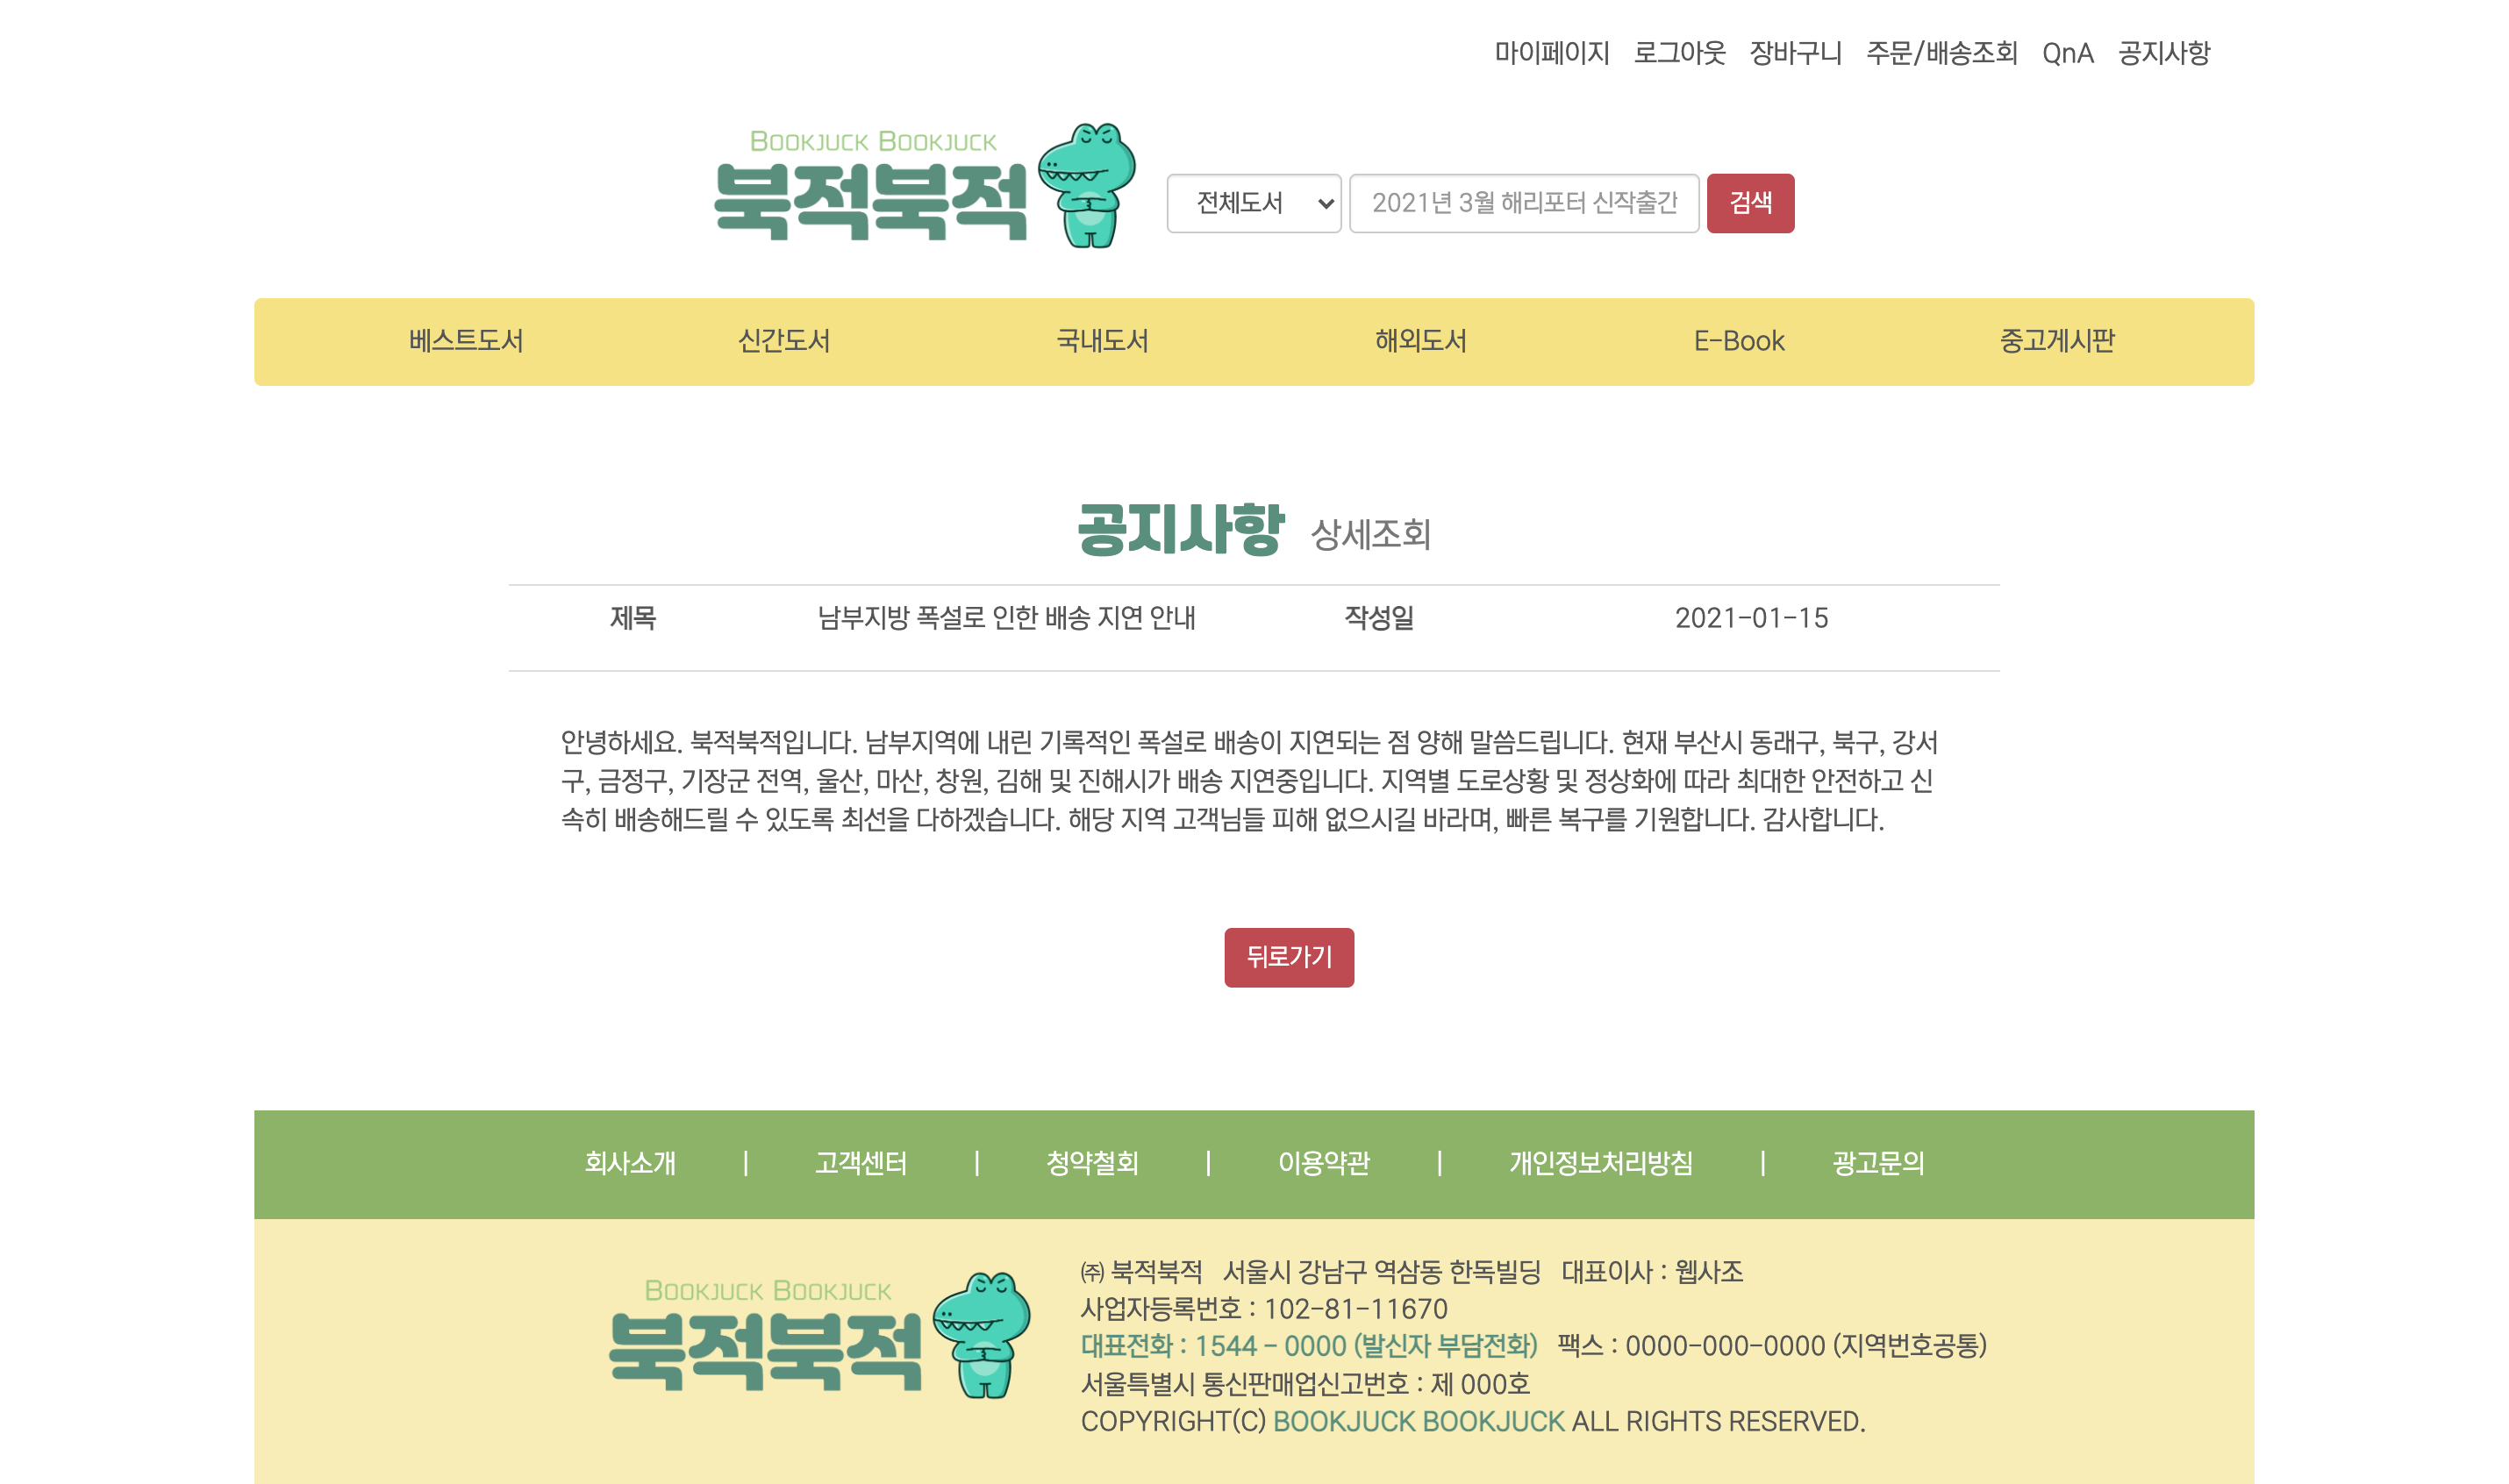 마이페이지 로그아웃 장바구니 주문/배송조회 QnA 공지사항
BOOKJUCK BOOKJUCK
북적북적
전체도서 2021년 3월 해리포터 신작출간 검색
베스트도서 신간도서 국내도서 해외도서 E-Book 중고게시판
공지사항 상세조회
제목 남부지방 폭설로 인한 배송 지연 안내 작성일 2021-01-15
안녕하세요. 북적북적입니다. 남부지역에 내린 기록적인 폭설로 배송이 지연되는 점 양해 말씀드립니다. 현재 부산시 동래구, 북구, 강서
구, 금정구, 기장군 전역, 울산, 마산, 창원, 김해 및 진해시가 배송 지연중입니다. 지역별 도로상황 및 정상화에 따라 최대한 안전하고 신
속히 배송해드릴 수 있도록 최선을 다하겠습니다. 해당 지역 고객님들 피해 없으시길 바라며, 빠른 복구를 기원합니다. 감사합니다.
뒤로가기
회사소개 | 고객센터 | 청약철회 | 이용약관 | 개인정보처리방침 | 광고문의
BOOKJUCK BOOKJUCK
북적북적
㈜ 북적북적 서울시 강남구 역삼동 한독빌딩 대표이사 : 웹사조
사업자등록번호 : 102-81-11670
대표전화 : 1544 - 0000 (발신자 부담전화) 팩스 : 0000-000-0000 (지역번호공통)
서울특별시 통신판매업신고번호 : 제 000호
COPYRIGHT(C) BOOKJUCK BOOKJUCK ALL RIGHTS RESERVED.